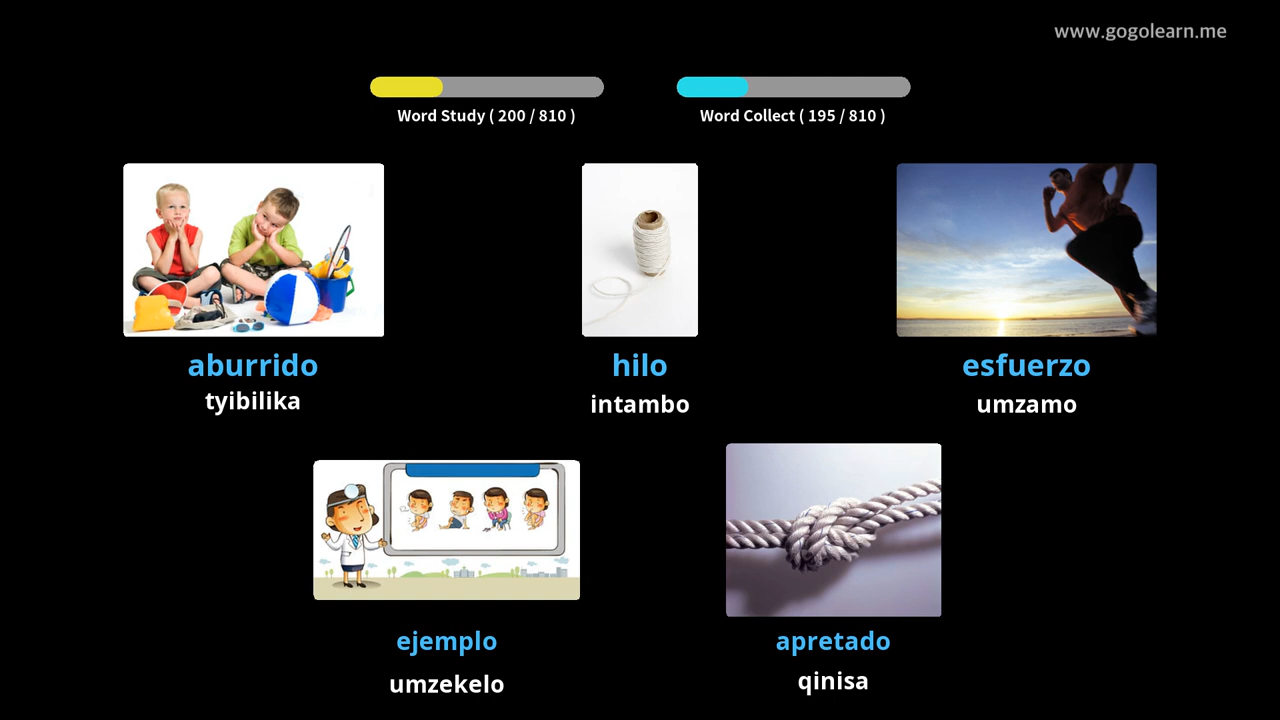 www.gogolearn.me
Word Study ( 200 / 810 )
Word Collect ( 195 / 810 )
aburrido
tyibilika
hilo
intambo
esfuerzo
umzamo
ejemplo
umzekelo
apretado
qinisa